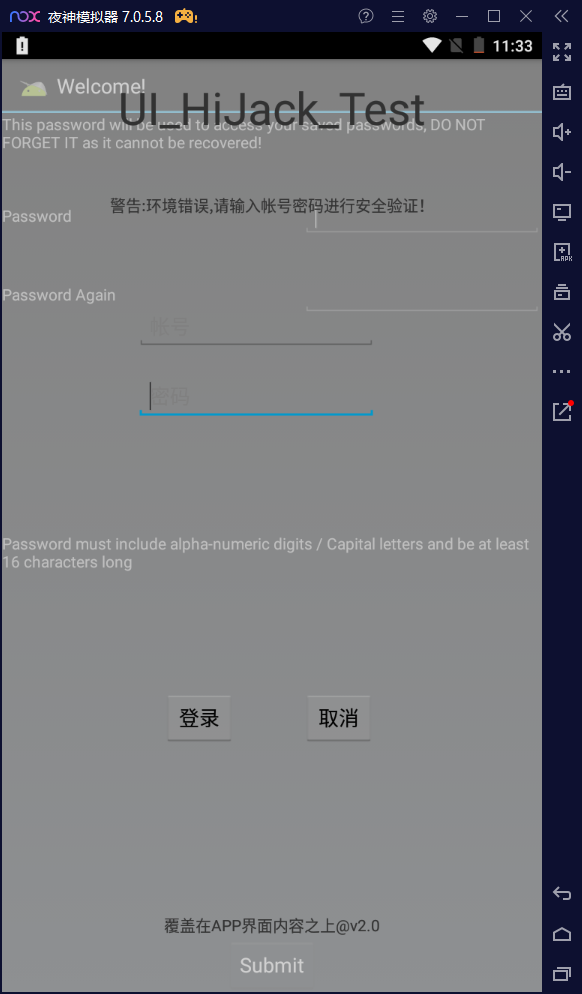 nox 夜神模拟器 7.0.5.8
11:33
Welcome!
UI_HiJack_Test
This password will be used to access your saved passwords, DO NOT
FORGET IT as it cannot be recovered!
警告:环境错误,请输入帐号密码进行安全验证!
Password
Password Again
帐号
密码
Password must include alpha-numeric digits / Capital letters and be at least
16 characters long
登录 取消
覆盖在APP界面内容之上@v2.0
Submit
APK